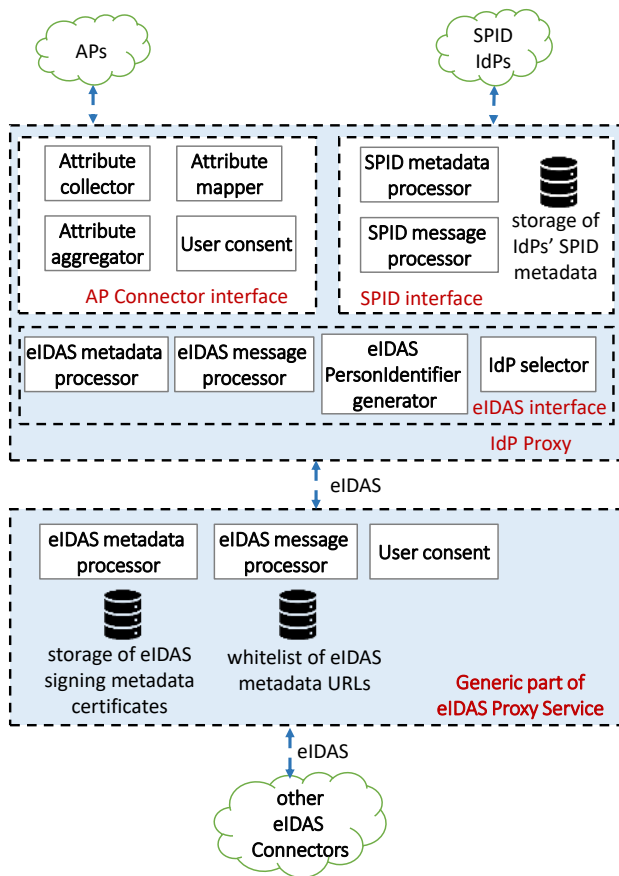 APs
SPID
IdPs
Attribute
collector
Attribute
mapper
Attribute
aggregator
User consent
AP Connector interface
SPID metadata
processor
SPID message
processor
storage of
IdPs' SPID
metadata
SPID interface
eIDAS metadata
processor
eIDAS message
processor
eIDAS
PersonIdentifier
generator
IdP selector
eIDAS interface
IdP Proxy
eIDAS
eIDAS metadata
processor
eIDAS message
processor
User consent
storage of eIDAS
signing metadata
certificates
whitelist of eIDAS
metadata URLs
Generic part of
eIDAS Proxy Service
eIDAS
other
eIDAS
Connectors